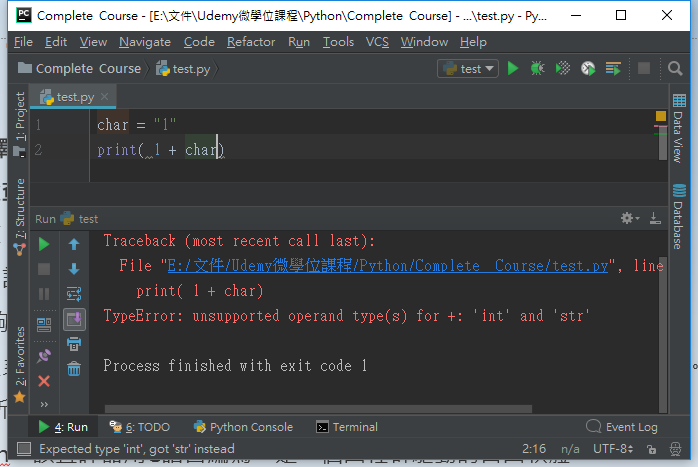 Complete Course - [E:\文件\Udemy微學位課程\Python\Complete Course] - ...\test.py - Py...
File Edit View Navigate Code Refactor Run Tools VCS Window Help
Complete Course test.py test
1: Project
7: Structure
2: Favorites
test.py
1 char = "1"
2 print( 1 + char)
Data View
Database
Run test
Traceback (most recent call last):
File "E:/文件/Udemy微學位課程/Python/Complete Course/test.py", line
print( 1 + char)
TypeError: unsupported operand type(s) for +: 'int' and 'str'
Process finished with exit code 1
4: Run 6: TODO Python Console Terminal Event Log
Expected type 'int', got 'str' instead 2:16 n/a UTF-8